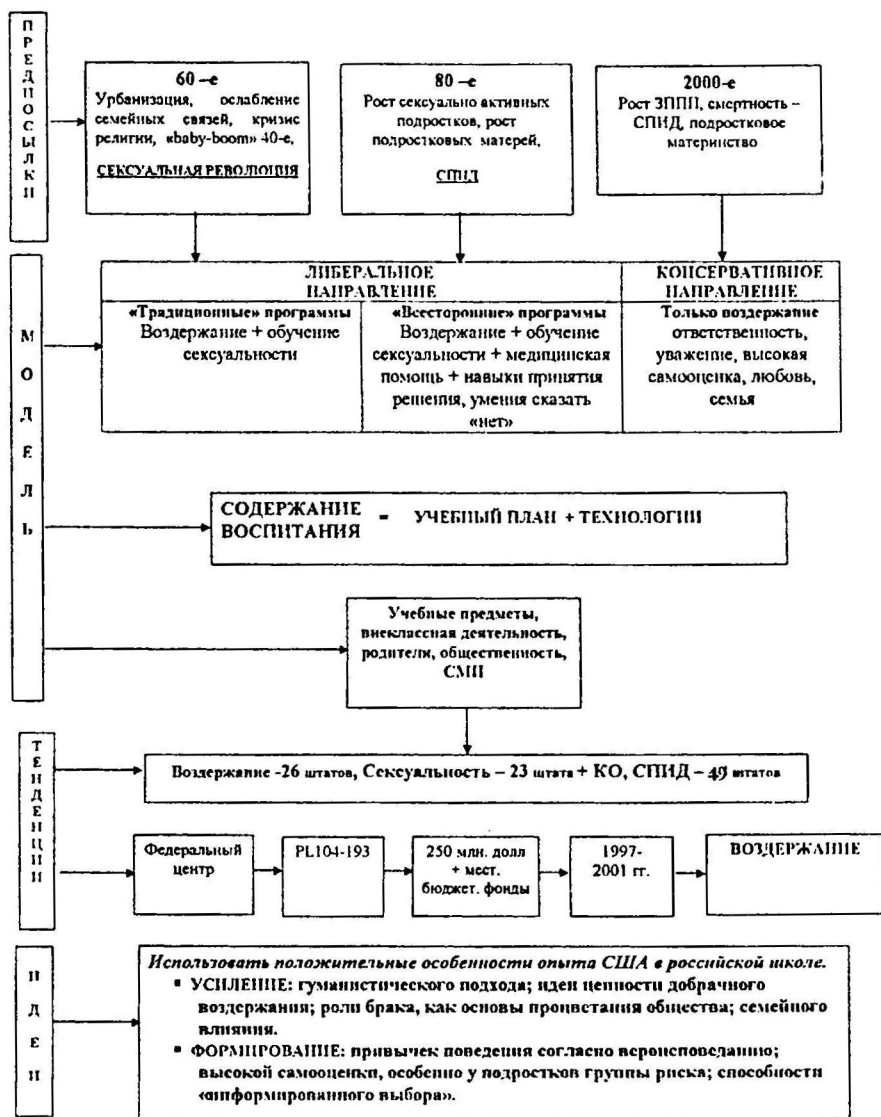 ПРЕДПОСЫЛКИ
60 –е
Урбанизация, ослабление
семейных связей, кризис
религии, «baby-boom» 40-е,
СЕКСУАЛЬНАЯ РЕВОЛЮЦИЯ
80 –е
Рост сексуально активных
подростков, рост
подростковых матерей,
СПИД
2000-е
Рост ЗППП, смертность –
СПИД, подростковое
материнство
МОДЕЛЬ
ЛИБЕРАЛЬНОЕ
НАПРАВЛЕНИЕ
КОНСЕРВАТИВНОЕ
НАПРАВЛЕНИЕ
«Традиционные» программы
Воздержание + обучение
сексуальности
«Всесторонние» программы
Воздержание + обучение
сексуальности + медицинская
помощь + навыки принятия
решения, умения сказать
«нет»
Только воздержание
ответственность,
уважение, высокая
самооценка, любовь,
семья
СОДЕРЖАНИЕ
ВОСПИТАНИЯ = УЧЕБНЫЙ ПЛАН + ТЕХНОЛОГИИ
Учебные предметы,
внеклассная деятельность,
родители, общественность,
СМИ
ТЕНДЕНЦИИ
Воздержание -26 штатов, Сексуальность – 23 штата + КО, СПИД – 49 штатов
Федеральный
центр
PL104-193
250 млн. долл
+ мест.
бюджет. фонды
1997-
2001 гг.
ВОЗДЕРЖАНИЕ
ИДЕИ
Использовать положительные особенности опыта США в российской школе.
▪ УСИЛЕНИЕ: гуманистического подхода; идеи ценности добрачного
воздержания; роли брака, как основы процветания общества; семейного
влияния.
▪ ФОРМИРОВАНИЕ: привычек поведения согласно вероисповеданию;
высокой самооценки, особенно у подростков группы риска; способности
«информированного выбора».